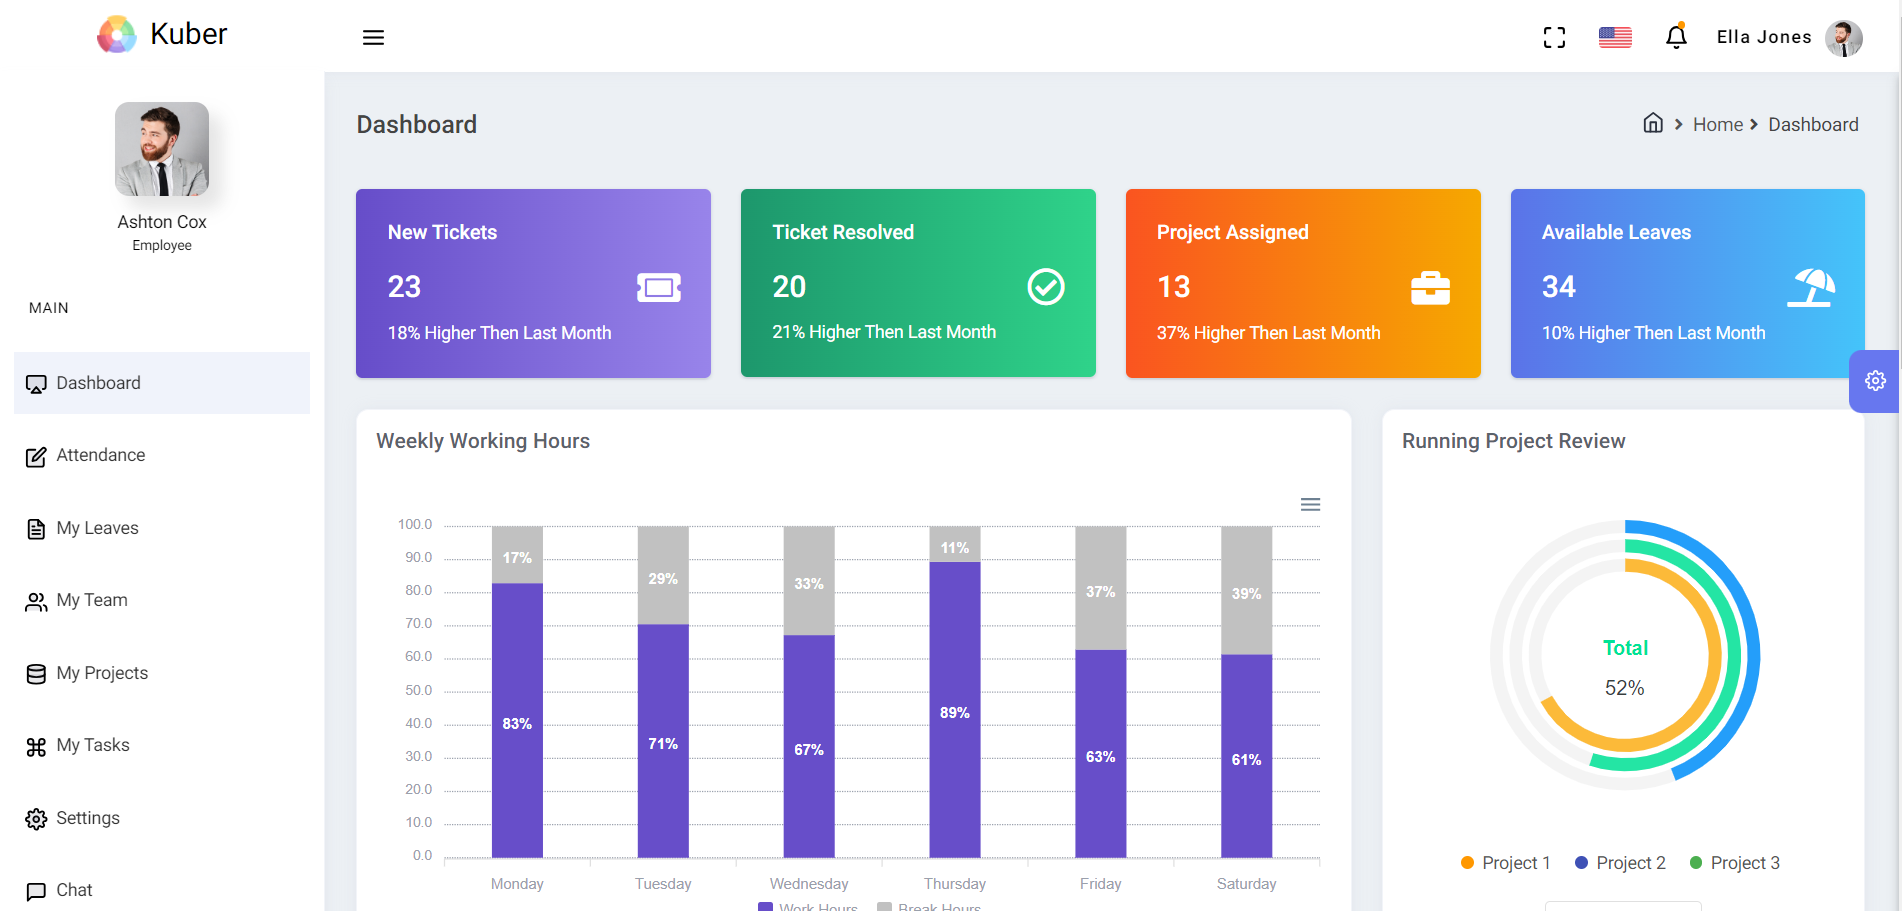 Kuber
Ella Jones
Ashton Cox
Employee
MAIN
Dashboard
Attendance
My Leaves
My Team
My Projects
My Tasks
Settings
Chat
Dashboard
Home
Dashboard
New Tickets
23
18% Higher Then Last Month
Ticket Resolved
20
21% Higher Then Last Month
Project Assigned
13
37% Higher Then Last Month
Available Leaves
34
10% Higher Then Last Month
Weekly Working Hours
100.0
90.0
80.0
70.0
60.0
50.0
40.0
30.0
20.0
10.0
0.0
17%
29%
33%
11%
37%
39%
83%
71%
67%
89%
63%
61%
Monday
Tuesday
Wednesday
Thursday
Friday
Saturday
Work Hours
Break Hours
Running Project Review
Total
52%
Project 1
Project 2
Project 3